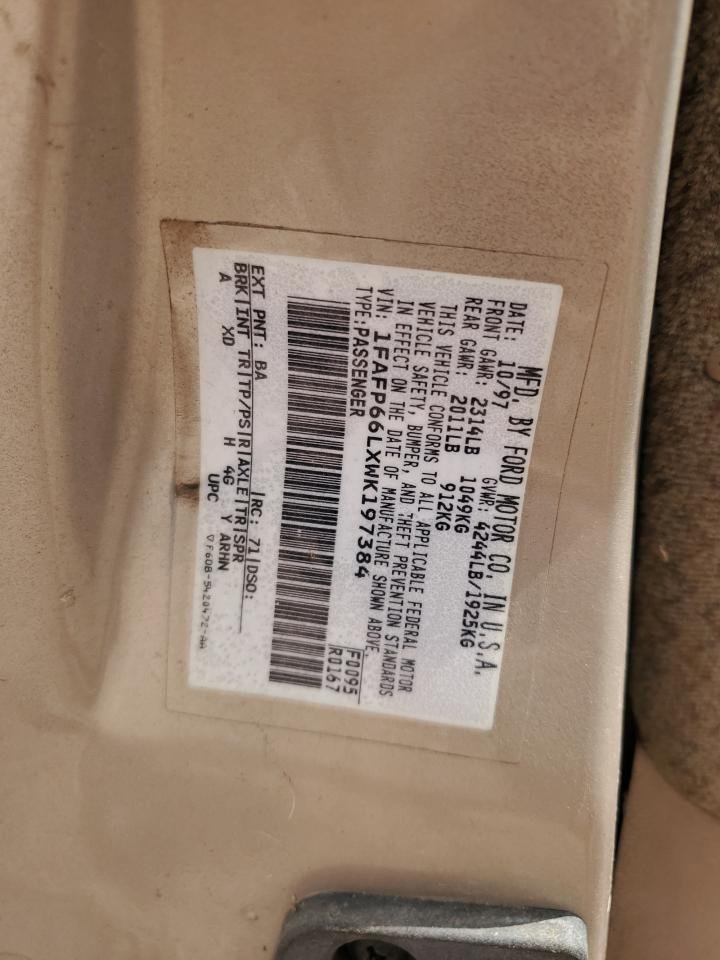 MFD. BY FORD MOTOR CO. IN U.S.A.
DATE: 10/97 GVWR: 4244LB/1925KG
FRONT GAWR: 2314LB 1049KG
REAR GAWR: 2011LB 912KG
THIS VEHICLE CONFORMS TO ALL APPLICABLE FEDERAL MOTOR
VEHICLE SAFETY, BUMPER, AND THEFT PREVENTION STANDARDS
IN EFFECT ON THE DATE OF MANUFACTURE SHOWN ABOVE.
VIN: 1FAFP66LXWK197384
TYPE: PASSENGER
F0095
R0167
EXT PNT: BA RC: 71 DSO:
BRK INT TR TP/PS R AXLE TR SPR
A XD H 4G Y ARHN
UPC
▽F60B-5420472-AA